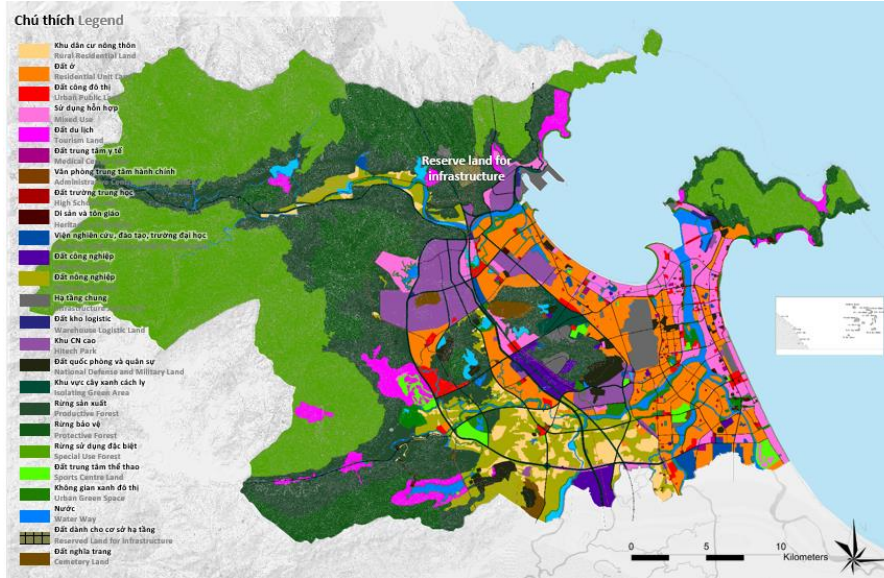 Chú thích Legend
Khu dân cư nông thôn
Rural Residential Land
Đất ở
Residential Unit
Đất công đô thị
Urban Public
Sử dụng hỗn hợp
Mixed Use
Đất du lịch
Tourism Land
Đất trung tâm y tế
Medical
Văn phòng trung tâm hành chính
Đất trường trung học
High
Di sản và tôn giáo
Viện nghiên cứu, đào tạo, trường đại học
Đất công nghiệp
Đất nông nghiệp
Hạ tầng chung
Đất kho logistic
Warehouse Logistic Land
Khu CN cao
Hitech Park
Đất quốc phòng và quân sự
National Defense and Military Land
Khu vực cây xanh cách ly
Isolating Green Area
Rừng sản xuất
Productive Forest
Rừng bảo vệ
Protective Forest
Rừng sử dụng đặc biệt
Special Use Forest
Đất trung tâm thể thao
Sports Centre Land
Không gian xanh đô thị
Urban Green Space
Nước
Water Way
Đất dành cho cơ sở hạ tầng
Reserved Land for Infrastructure
Đất nghĩa trang
Cemetery Land
Reserve land for
infrastructure
0 5 10
Kilometers